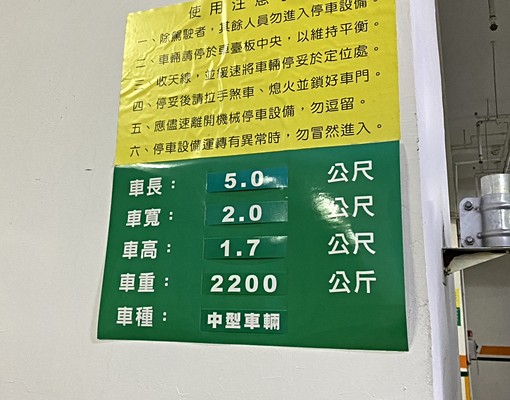 使用注意
一、除駕駛者，其餘人員勿進入停車設備。
二、車輛請停於車臺板中央，以維持平衡。
三、收天線，並緩速將車輛停妥於定位處。
四、停妥後請拉手煞車、熄火並鎖好車門。
五、應儘速離開機械停車設備，勿逗留。
六、停車設備運轉有異常時，勿冒然進入。
車長： 5.0 公尺
車寬： 2.0 公尺
車高： 1.7 公尺
車重： 2200 公斤
車種： 中型車輛